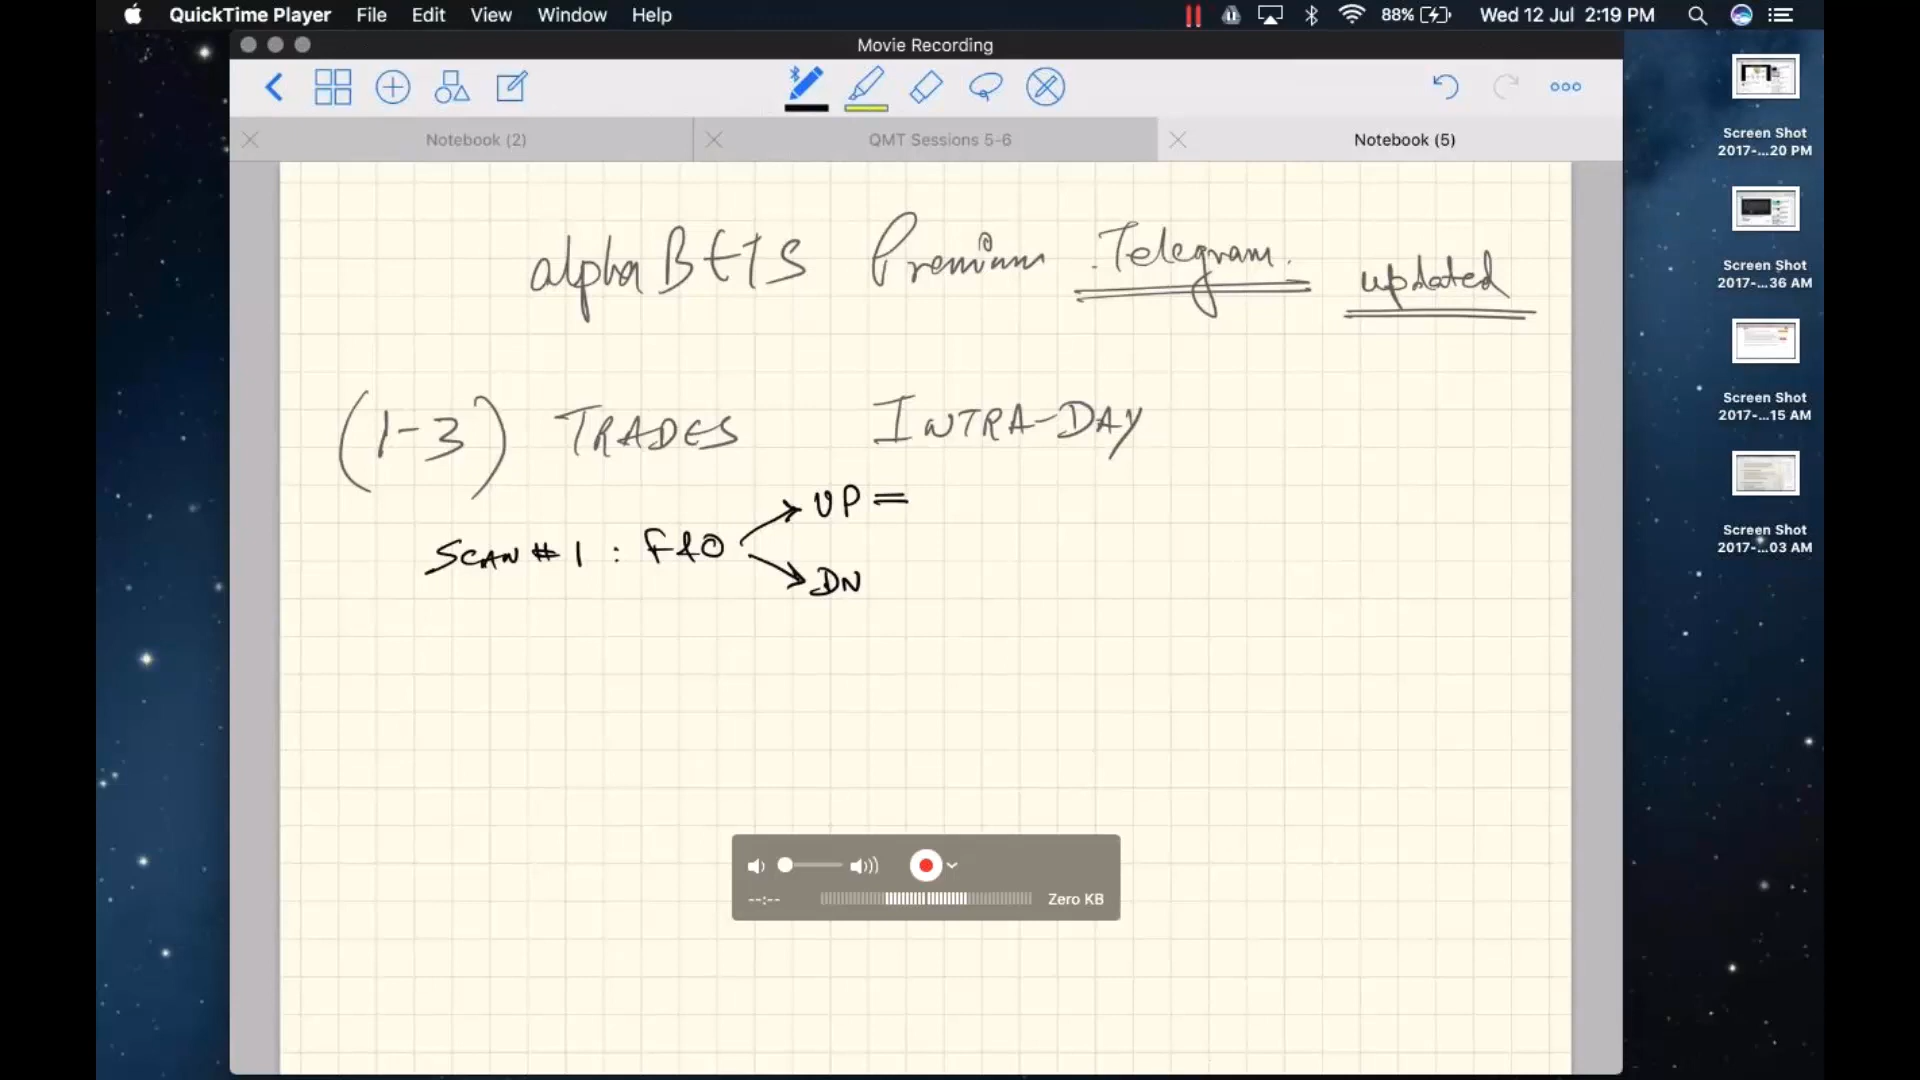 QuickTime Player File Edit View Window Help 88% Wed 12 Jul 2:19 PM
Movie Recording
Notebook (2) QMT Sessions 5-6 Notebook (5)
Screen Shot
2017-...20 PM
Screen Shot
2017-...36 AM
Screen Shot
2017-...15 AM
Screen Shot
2017-...03 AM
alphaBETS Premium Telegram updated
(1-3) TRADES INTRA-DAY
UP =
SCAN # 1 : F&O
DN
--:-- Zero KB